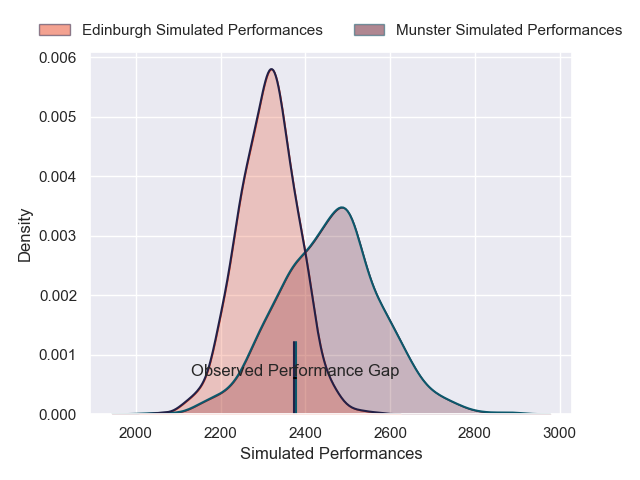 Edinburgh Simulated Performances
Munster Simulated Performances
0.006
0.005
0.004
0.003
0.002
0.001
0.000
Density
Observed Performance Gap
2000
2200
2400
2600
2800
3000
Simulated Performances